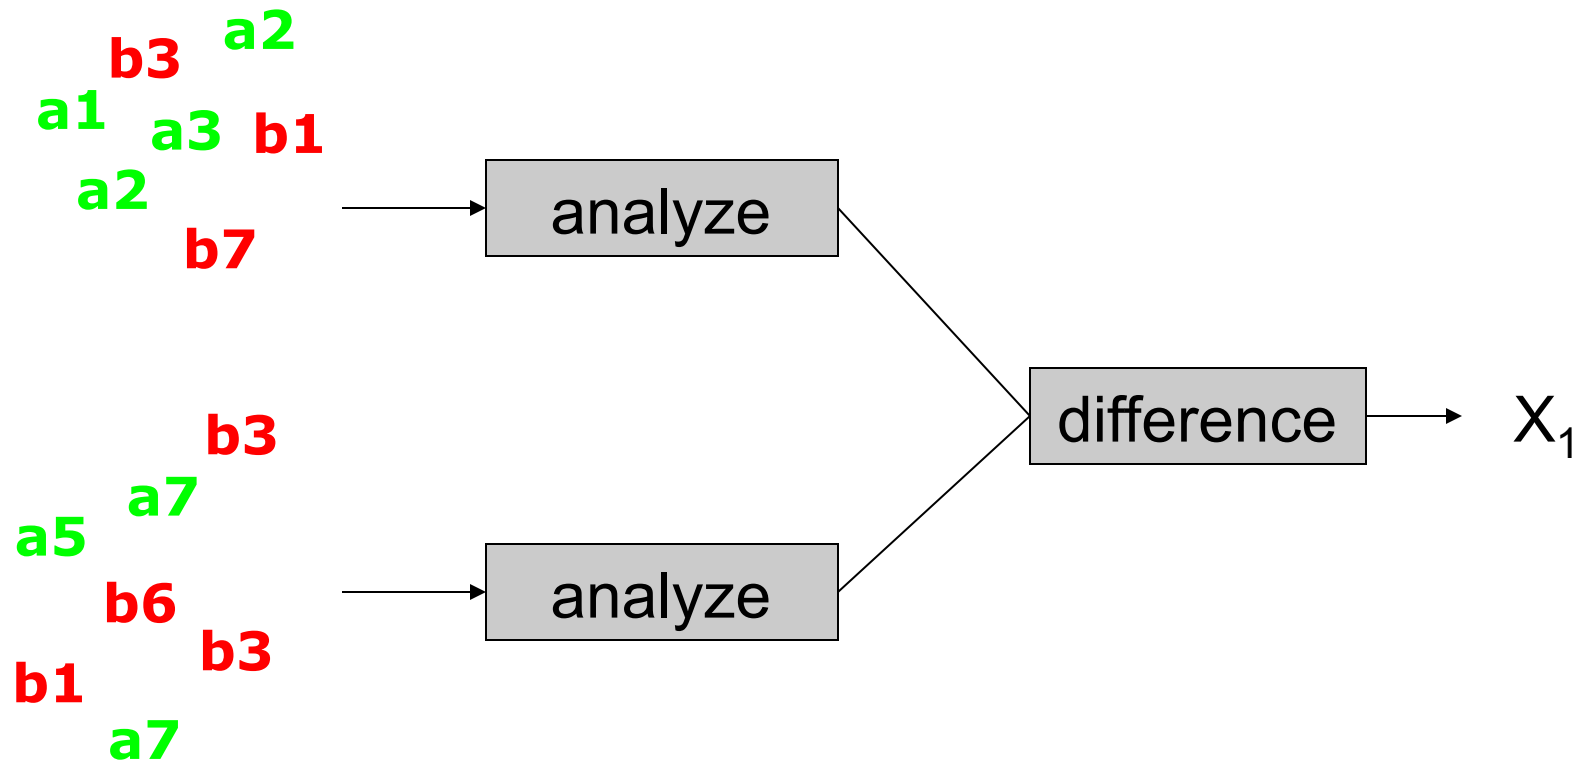 a2
b3
a1
a3 b1
a2
analyze
b7
difference
X₁
b3
a7
a5
analyze
b6
b3
b1
a7